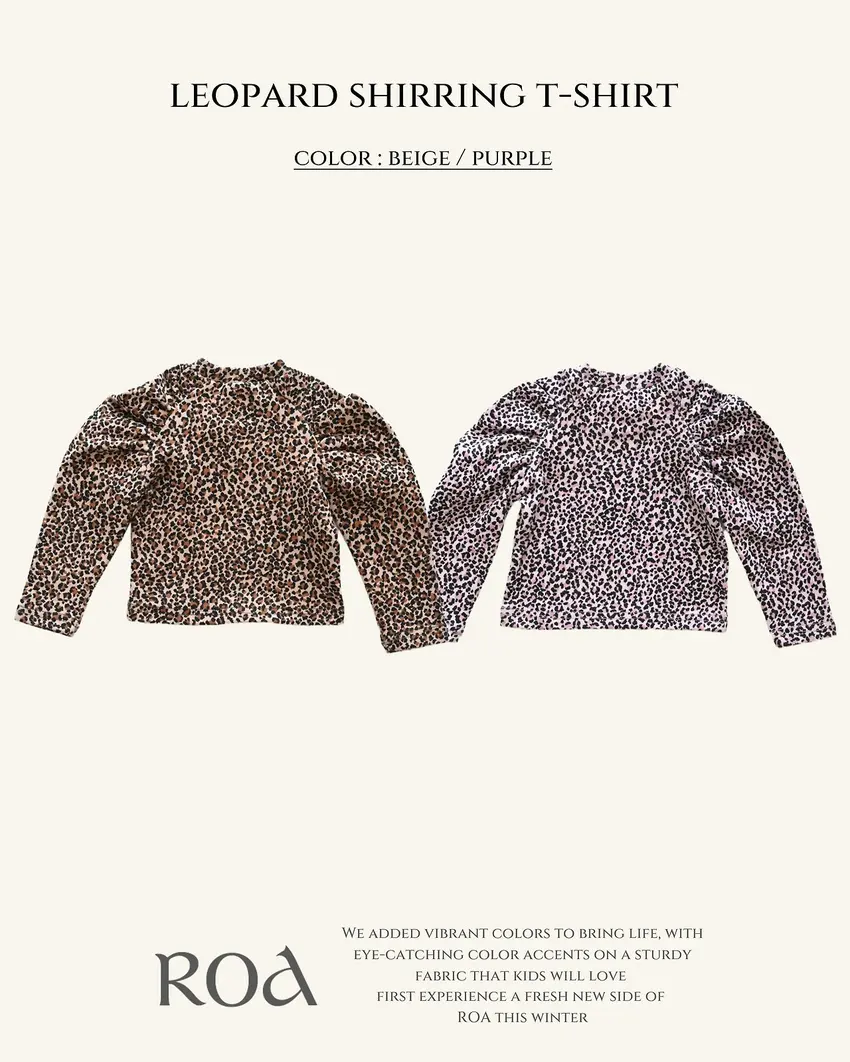 LEOPARD SHIRRING T-SHIRT
COLOR : BEIGE / PURPLE
ROA
WE ADDED VIBRANT COLORS TO BRING LIFE, WITH
EYE-CATCHING COLOR ACCENTS ON A STURDY
FABRIC THAT KIDS WILL LOVE
FIRST EXPERIENCE A FRESH NEW SIDE OF
ROA THIS WINTER